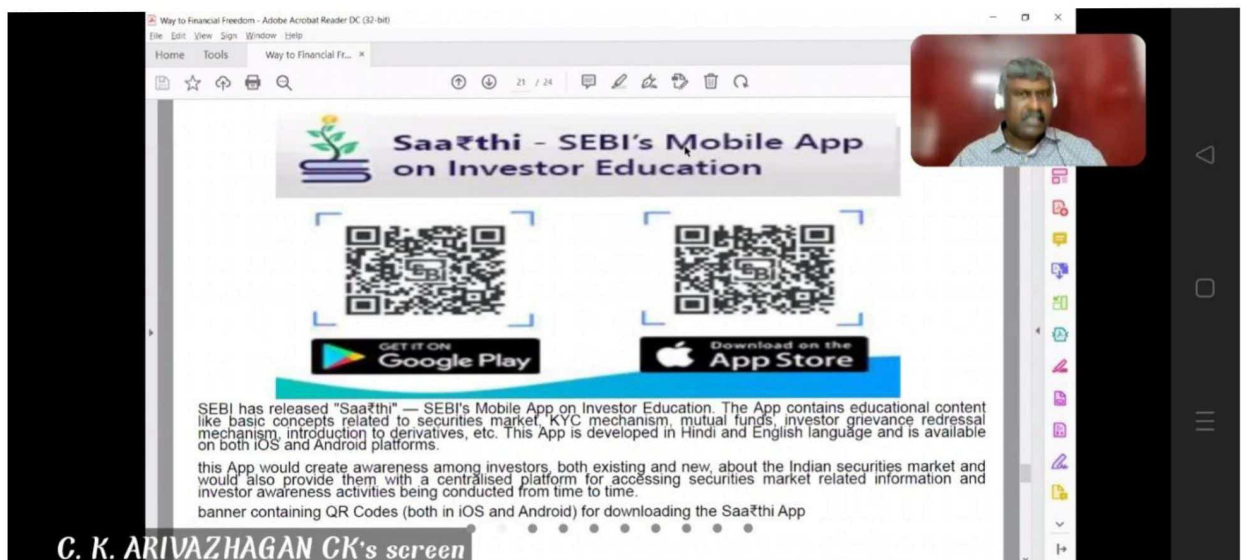 Way to Financial Freedom - Adobe Acrobat Reader DC (32-bit)
File Edit View Sign Window Help
Home Tools Way to Financial Fr... ×
21 / 24
Saa₹thi - SEBI's Mobile App
on Investor Education
GET IT ON
Google Play
Download on the
App Store
SEBI has released "Saa₹thi" — SEBI's Mobile App on Investor Education. The App contains educational content
like basic concepts related to securities market, KYC mechanism, mutual funds, investor grievance redressal
mechanism, introduction to derivatives, etc. This App is developed in Hindi and English language and is available
on both iOS and Android platforms.
this App would create awareness among investors, both existing and new, about the Indian securities market and
would also provide them with a centralised platform for accessing securities market related information and
investor awareness activities being conducted from time to time.
banner containing QR Codes (both in iOS and Android) for downloading the Saa₹thi App
C. K. ARIVAZHAGAN CK's screen